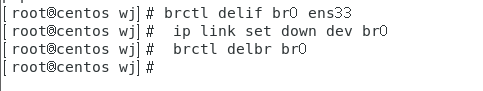 [root@centos wj]# brctl delif br0 ens33
[root@centos wj]#  ip link set down dev br0
[root@centos wj]#  brctl delbr br0
[root@centos wj]#